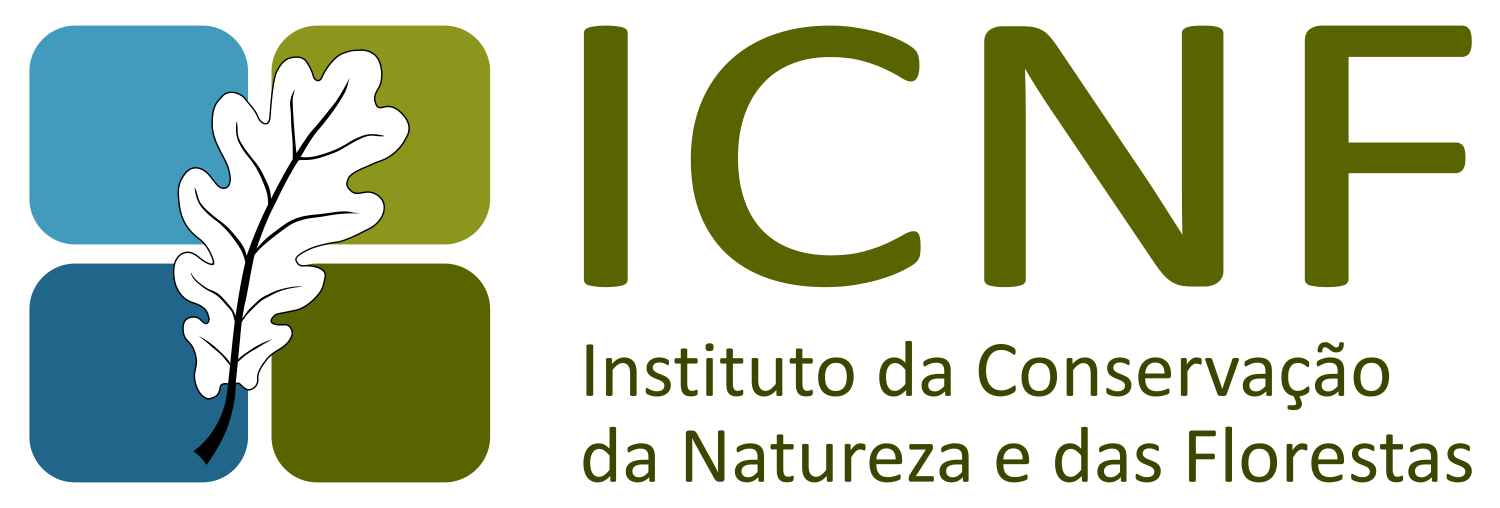 ICNF
Instituto da Conservação
da Natureza e das Florestas